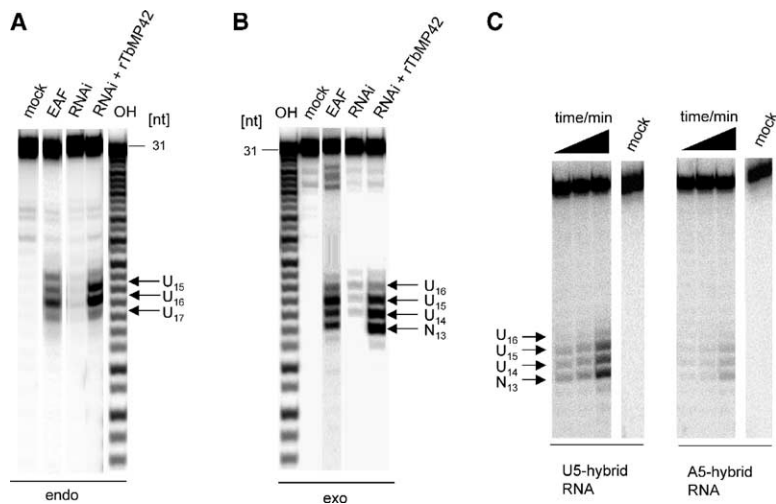 A
mock
EAF
RNAi
RNAi + rTbMP42
OH
[nt]
31
U15
U16
U17
endo
B
OH
mock
EAF
RNAi
RNAi + rTbMP42
[nt]
31
U16
U15
U14
N13
exo
C
time/min
mock
time/min
mock
U16
U15
U14
N13
U5-hybrid
RNA
A5-hybrid
RNA